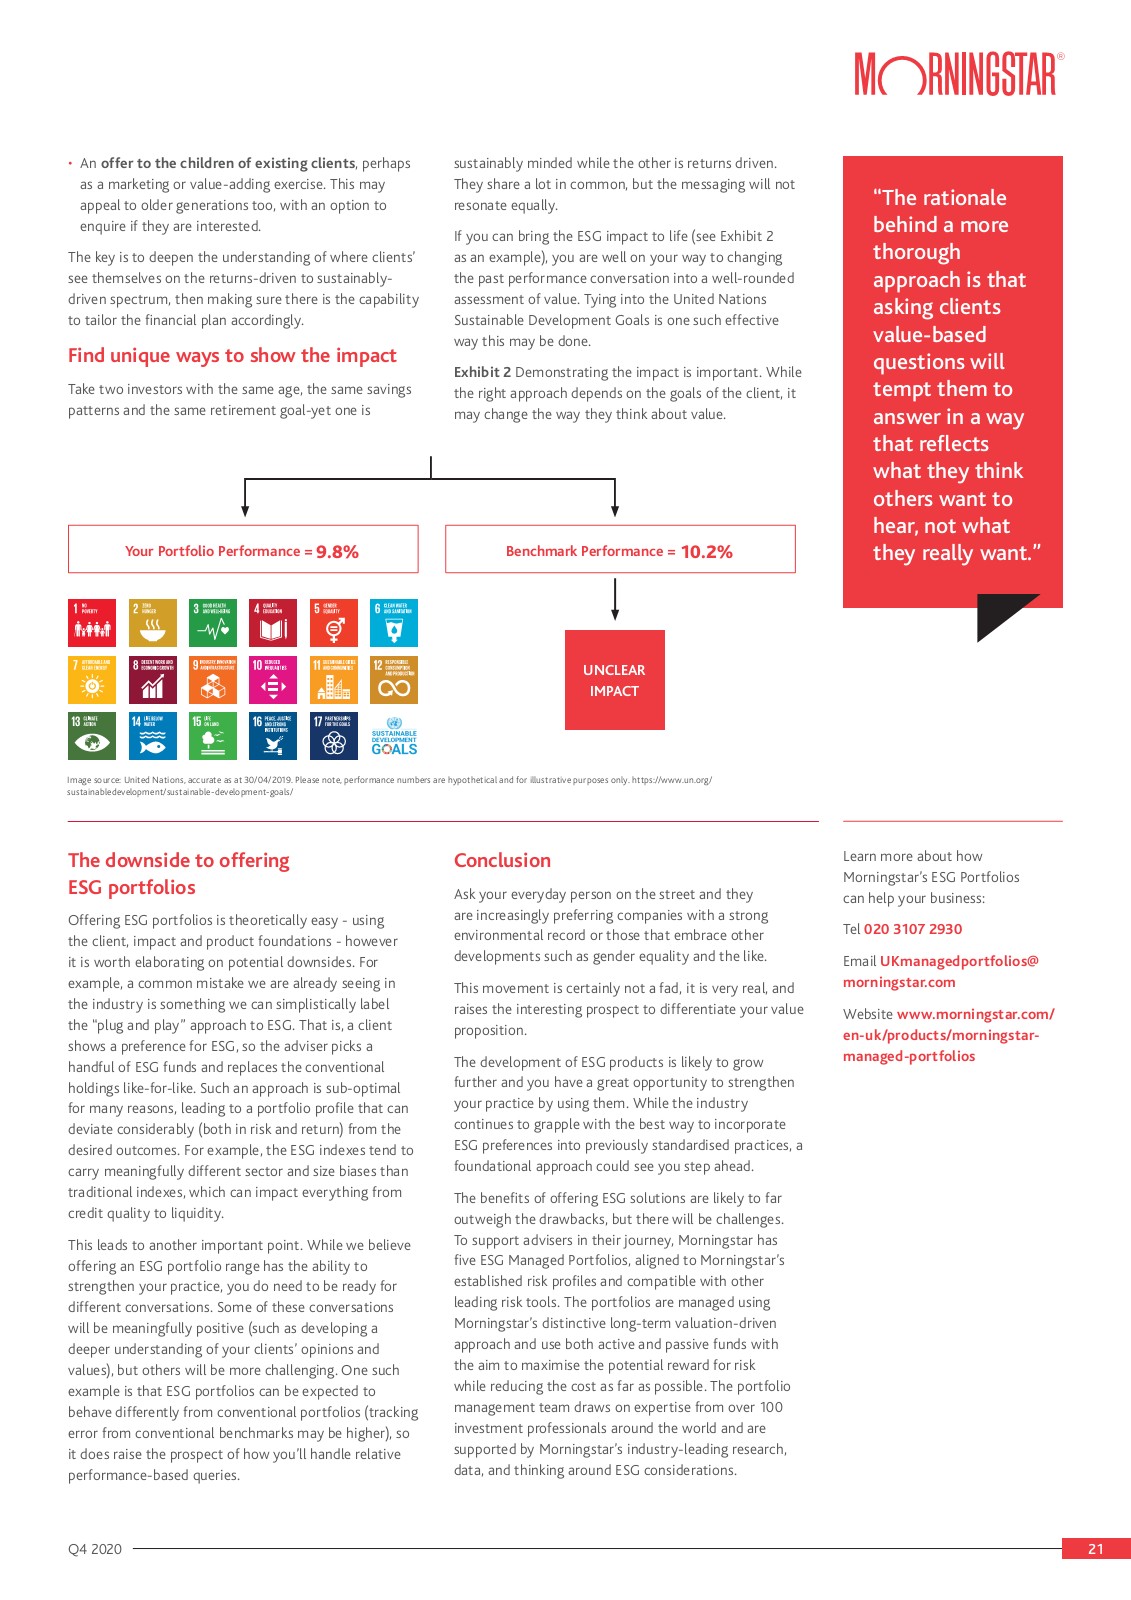 MORNINGSTAR®
• An offer to the children of existing clients, perhaps
as a marketing or value-adding exercise. This may
appeal to older generations too, with an option to
enquire if they are interested.
The key is to deepen the understanding of where clients’
see themselves on the returns-driven to sustainably-
driven spectrum, then making sure there is the capability
to tailor the financial plan accordingly.
Find unique ways to show the impact
Take two investors with the same age, the same savings
patterns and the same retirement goal-yet one is
sustainably minded while the other is returns driven.
They share a lot in common, but the messaging will not
resonate equally.
If you can bring the ESG impact to life (see Exhibit 2
as an example), you are well on your way to changing
the past performance conversation into a well-rounded
assessment of value. Tying into the United Nations
Sustainable Development Goals is one such effective
way this may be done.
Exhibit 2 Demonstrating the impact is important. While
the right approach depends on the goals of the client, it
may change the way they think about value.
“The rationale
behind a more
thorough
approach is that
asking clients
value-based
questions will
tempt them to
answer in a way
that reflects
what they think
others want to
hear, not what
they really want.”
Your Portfolio Performance = 9.8%
Benchmark Performance = 10.2%
1 NO
POVERTY
2 ZERO
HUNGER
3 GOOD HEALTH
AND WELL-BEING
4 QUALITY
EDUCATION
5 GENDER
EQUALITY
6 CLEAN WATER
AND SANITATION
7 AFFORDABLE AND
CLEAN ENERGY
8 DECENT WORK AND
ECONOMIC GROWTH
9 INDUSTRY, INNOVATION
AND INFRASTRUCTURE
10 REDUCED
INEQUALITIES
11 SUSTAINABLE CITIES
AND COMMUNITIES
12 RESPONSIBLE
CONSUMPTION
AND PRODUCTION
13 CLIMATE
ACTION
14 LIFE BELOW
WATER
15 LIFE
ON LAND
16 PEACE, JUSTICE
AND STRONG
INSTITUTIONS
17 PARTNERSHIPS
FOR THE GOALS
SUSTAINABLE
DEVELOPMENT
GOALS
UNCLEAR
IMPACT
Image source: United Nations, accurate as at 30/04/2019. Please note, performance numbers are hypothetical and for illustrative purposes only. https://www.un.org/
sustainabledevelopment/sustainable-development-goals/
The downside to offering
ESG portfolios
Offering ESG portfolios is theoretically easy - using
the client, impact and product foundations - however
it is worth elaborating on potential downsides. For
example, a common mistake we are already seeing in
the industry is something we can simplistically label
the “plug and play” approach to ESG. That is, a client
shows a preference for ESG, so the adviser picks a
handful of ESG funds and replaces the conventional
holdings like-for-like. Such an approach is sub-optimal
for many reasons, leading to a portfolio profile that can
deviate considerably (both in risk and return) from the
desired outcomes. For example, the ESG indexes tend to
carry meaningfully different sector and size biases than
traditional indexes, which can impact everything from
credit quality to liquidity.
This leads to another important point. While we believe
offering an ESG portfolio range has the ability to
strengthen your practice, you do need to be ready for
different conversations. Some of these conversations
will be meaningfully positive (such as developing a
deeper understanding of your clients’ opinions and
values), but others will be more challenging. One such
example is that ESG portfolios can be expected to
behave differently from conventional portfolios (tracking
error from conventional benchmarks may be higher), so
it does raise the prospect of how you’ll handle relative
performance-based queries.
Conclusion
Ask your everyday person on the street and they
are increasingly preferring companies with a strong
environmental record or those that embrace other
developments such as gender equality and the like.
This movement is certainly not a fad, it is very real, and
raises the interesting prospect to differentiate your value
proposition.
The development of ESG products is likely to grow
further and you have a great opportunity to strengthen
your practice by using them. While the industry
continues to grapple with the best way to incorporate
ESG preferences into previously standardised practices, a
foundational approach could see you step ahead.
The benefits of offering ESG solutions are likely to far
outweigh the drawbacks, but there will be challenges.
To support advisers in their journey, Morningstar has
five ESG Managed Portfolios, aligned to Morningstar’s
established risk profiles and compatible with other
leading risk tools. The portfolios are managed using
Morningstar’s distinctive long-term valuation-driven
approach and use both active and passive funds with
the aim to maximise the potential reward for risk
while reducing the cost as far as possible. The portfolio
management team draws on expertise from over 100
investment professionals around the world and are
supported by Morningstar’s industry-leading research,
data, and thinking around ESG considerations.
Learn more about how
Morningstar’s ESG Portfolios
can help your business:
Tel 020 3107 2930
Email UKmanagedportfolios@
morningstar.com
Website www.morningstar.com/
en-uk/products/morningstar-
managed-portfolios
Q4 2020
21